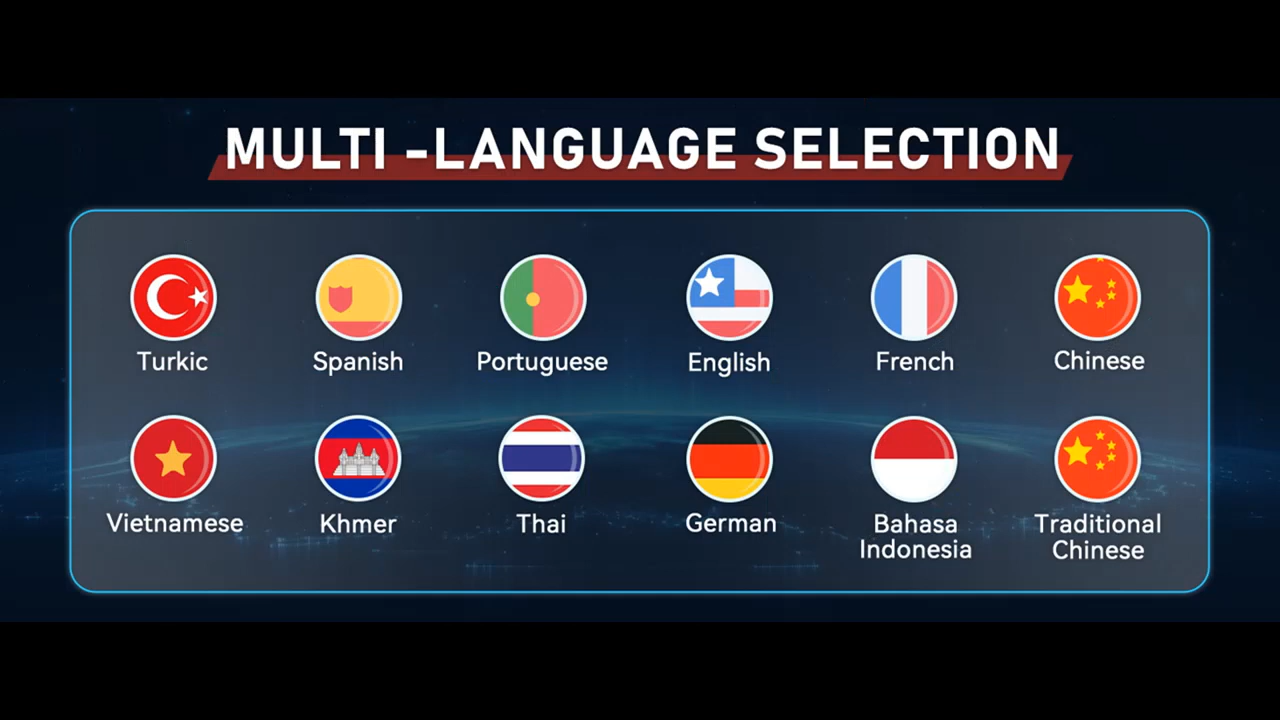 MULTI -LANGUAGE SELECTION
Turkic
Spanish
Portuguese
English
French
Chinese
Vietnamese
Khmer
Thai
German
Bahasa
Indonesia
Traditional
Chinese